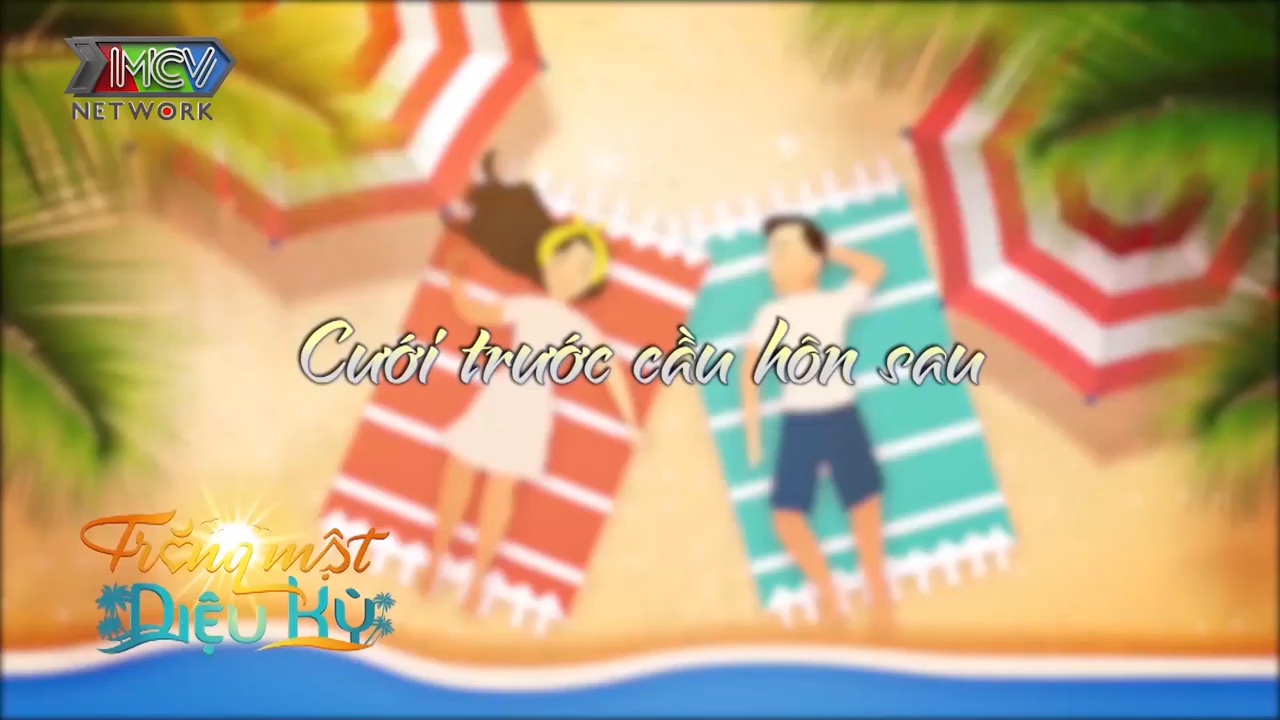 MCV
NETWORK
Cưới trước cầu hôn sau
Trăng mật
Diệu Kỳ